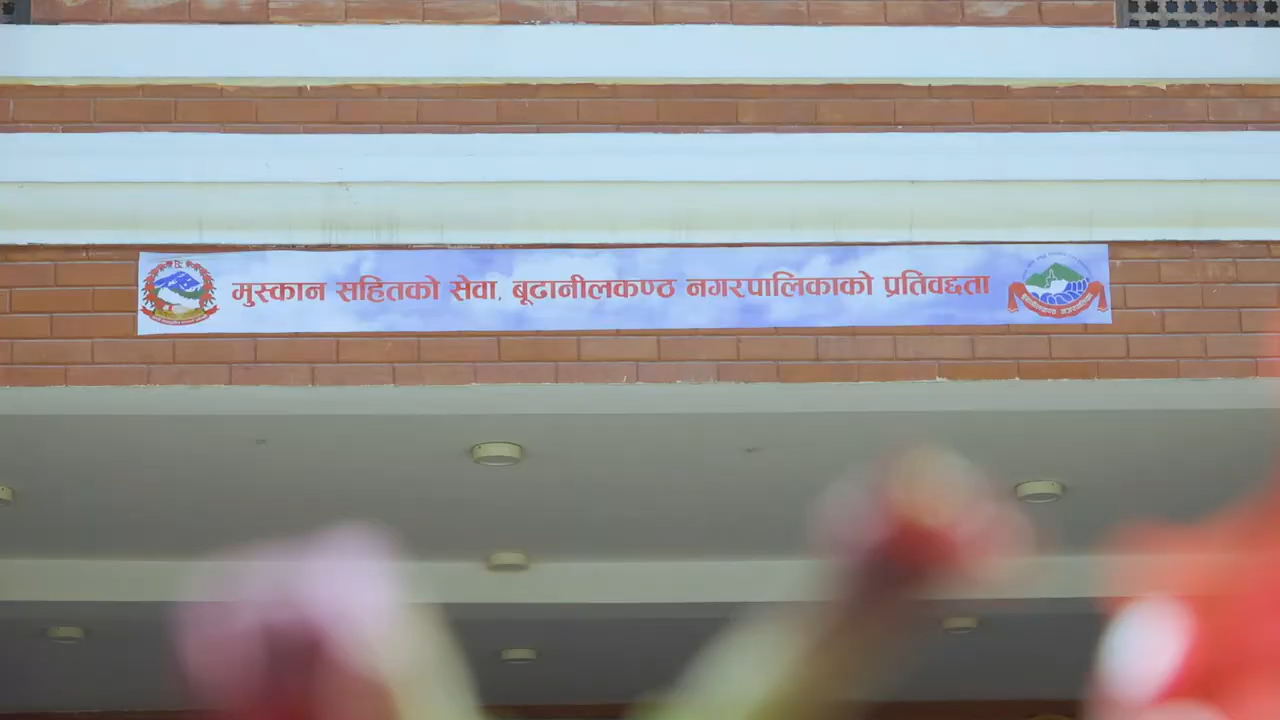 मुस्कान सहितको सेवा, बूढानीलकण्ठ नगरपालिकाको प्रतिवद्धता